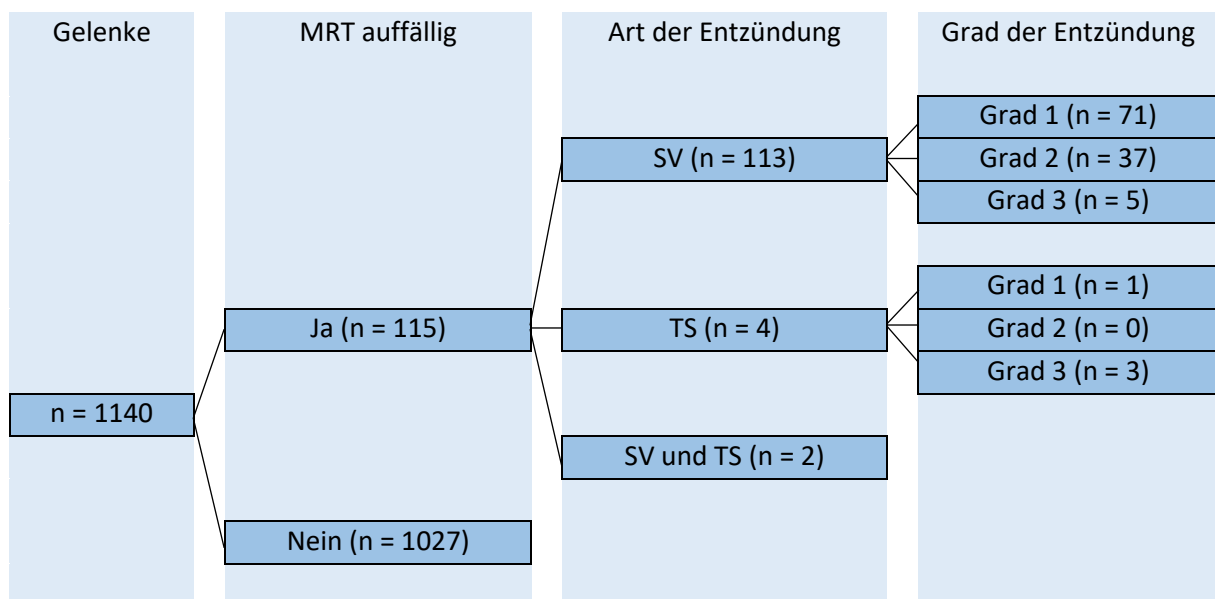 Gelenke
MRT auffällig
Art der Entzündung
Grad der Entzündung
n = 1140
Ja (n = 115)
Nein (n = 1027)
SV (n = 113)
TS (n = 4)
SV und TS (n = 2)
Grad 1 (n = 71)
Grad 2 (n = 37)
Grad 3 (n = 5)
Grad 1 (n = 1)
Grad 2 (n = 0)
Grad 3 (n = 3)